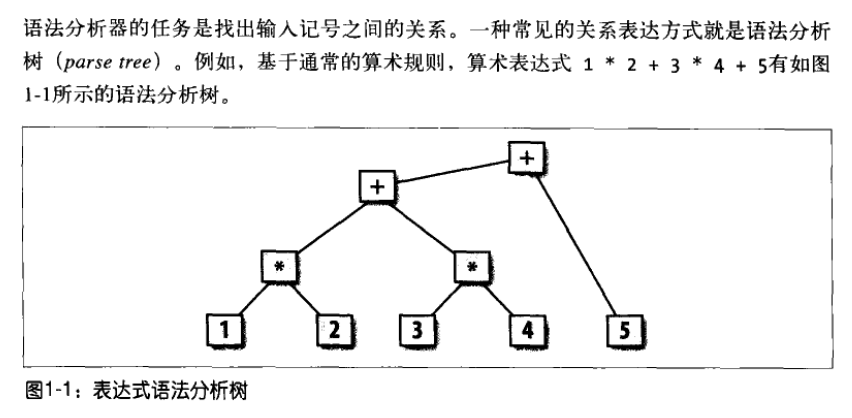 语法分析器的任务是找出输入记号之间的关系。一种常见的关系表达方式就是语法分析
树（parse tree）。例如，基于通常的算术规则，算术表达式 1 * 2 + 3 * 4 + 5有如图
1-1所示的语法分析树。
+
+
*
*
1
2
3
4
5
图1-1：表达式语法分析树